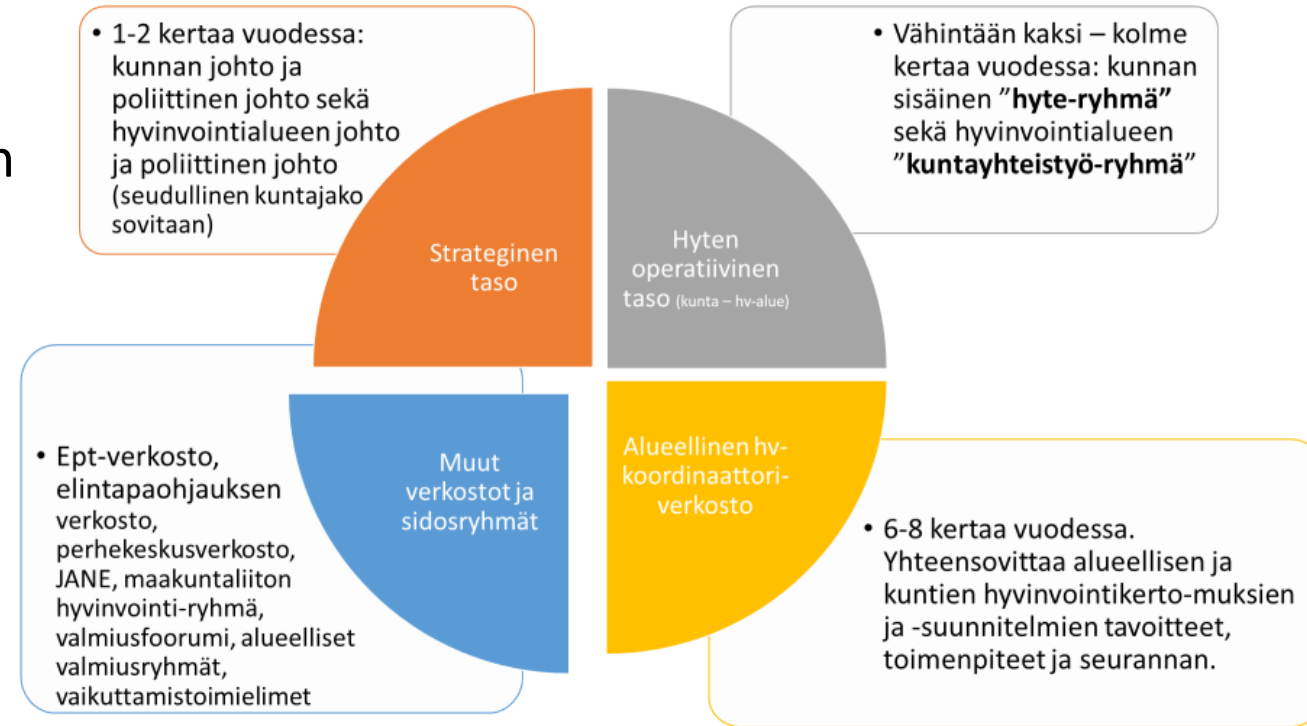 • 1-2 kertaa vuodessa:
kunnan johto ja
poliittinen johto sekä
hyvinvointialueen johto
ja poliittinen johto
(seudullinen kuntajako
sovitaan)
n
• Vähintään kaksi – kolme
kertaa vuodessa: kunnan
sisäinen ”hyte-ryhmä”
sekä hyvinvointialueen
”kuntayhteistyö-ryhmä”
Strateginen
taso
Hyten
operatiivinen
taso (kunta – hv-alue)
Muut
verkostot ja
sidosryhmät
Alueellinen hv-
koordinaattori-
verkosto
• Ept-verkosto,
elintapaohjauksen
verkosto,
perhekeskusverkosto,
JANE, maakuntaliiton
hyvinvointi-ryhmä,
valmiusfoorumi, alueelliset
valmiusryhmät,
vaikuttamistoimielimet
• 6-8 kertaa vuodessa.
Yhteensovittaa alueellisen ja
kuntien hyvinvointikerto-muksien
ja -suunnitelmien tavoitteet,
toimenpiteet ja seurannan.